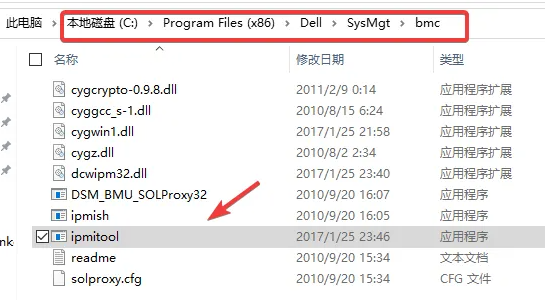 此电脑 › 本地磁盘 (C:) › Program Files (x86) › Dell › SysMgt › bmc
名称 修改日期 类型
cygcrypto-0.9.8.dll 2011/2/9 0:14 应用程序扩展
cyggcc_s-1.dll 2010/8/15 6:24 应用程序扩展
cygwin1.dll 2017/1/25 21:58 应用程序扩展
cygz.dll 2010/8/2 2:34 应用程序扩展
dcwipm32.dll 2017/1/25 23:40 应用程序扩展
DSM_BMU_SOLProxy32 2010/9/20 16:07 应用程序
ipmish 2010/9/20 16:05 应用程序
ipmitool 2017/1/25 23:46 应用程序
readme 2010/9/20 15:34 文本文档
solproxy.cfg 2010/9/20 15:34 CFG 文件